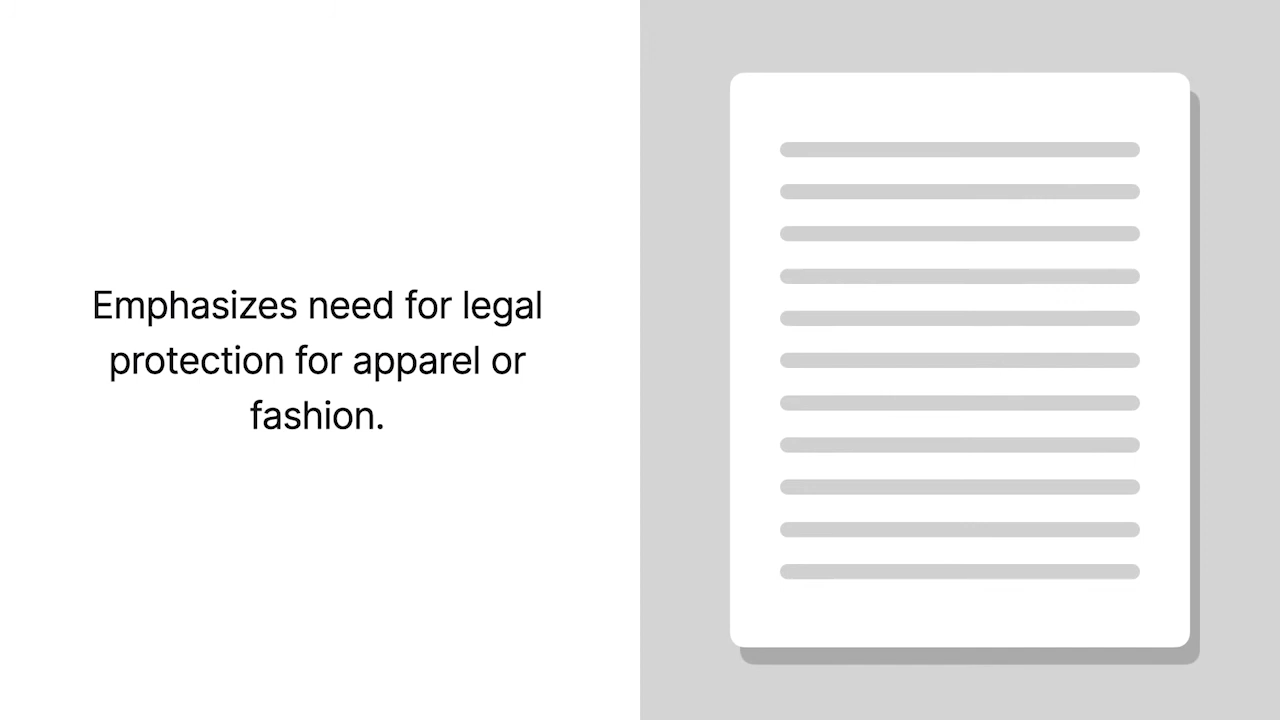 Emphasizes need for legal
protection for apparel or
fashion.